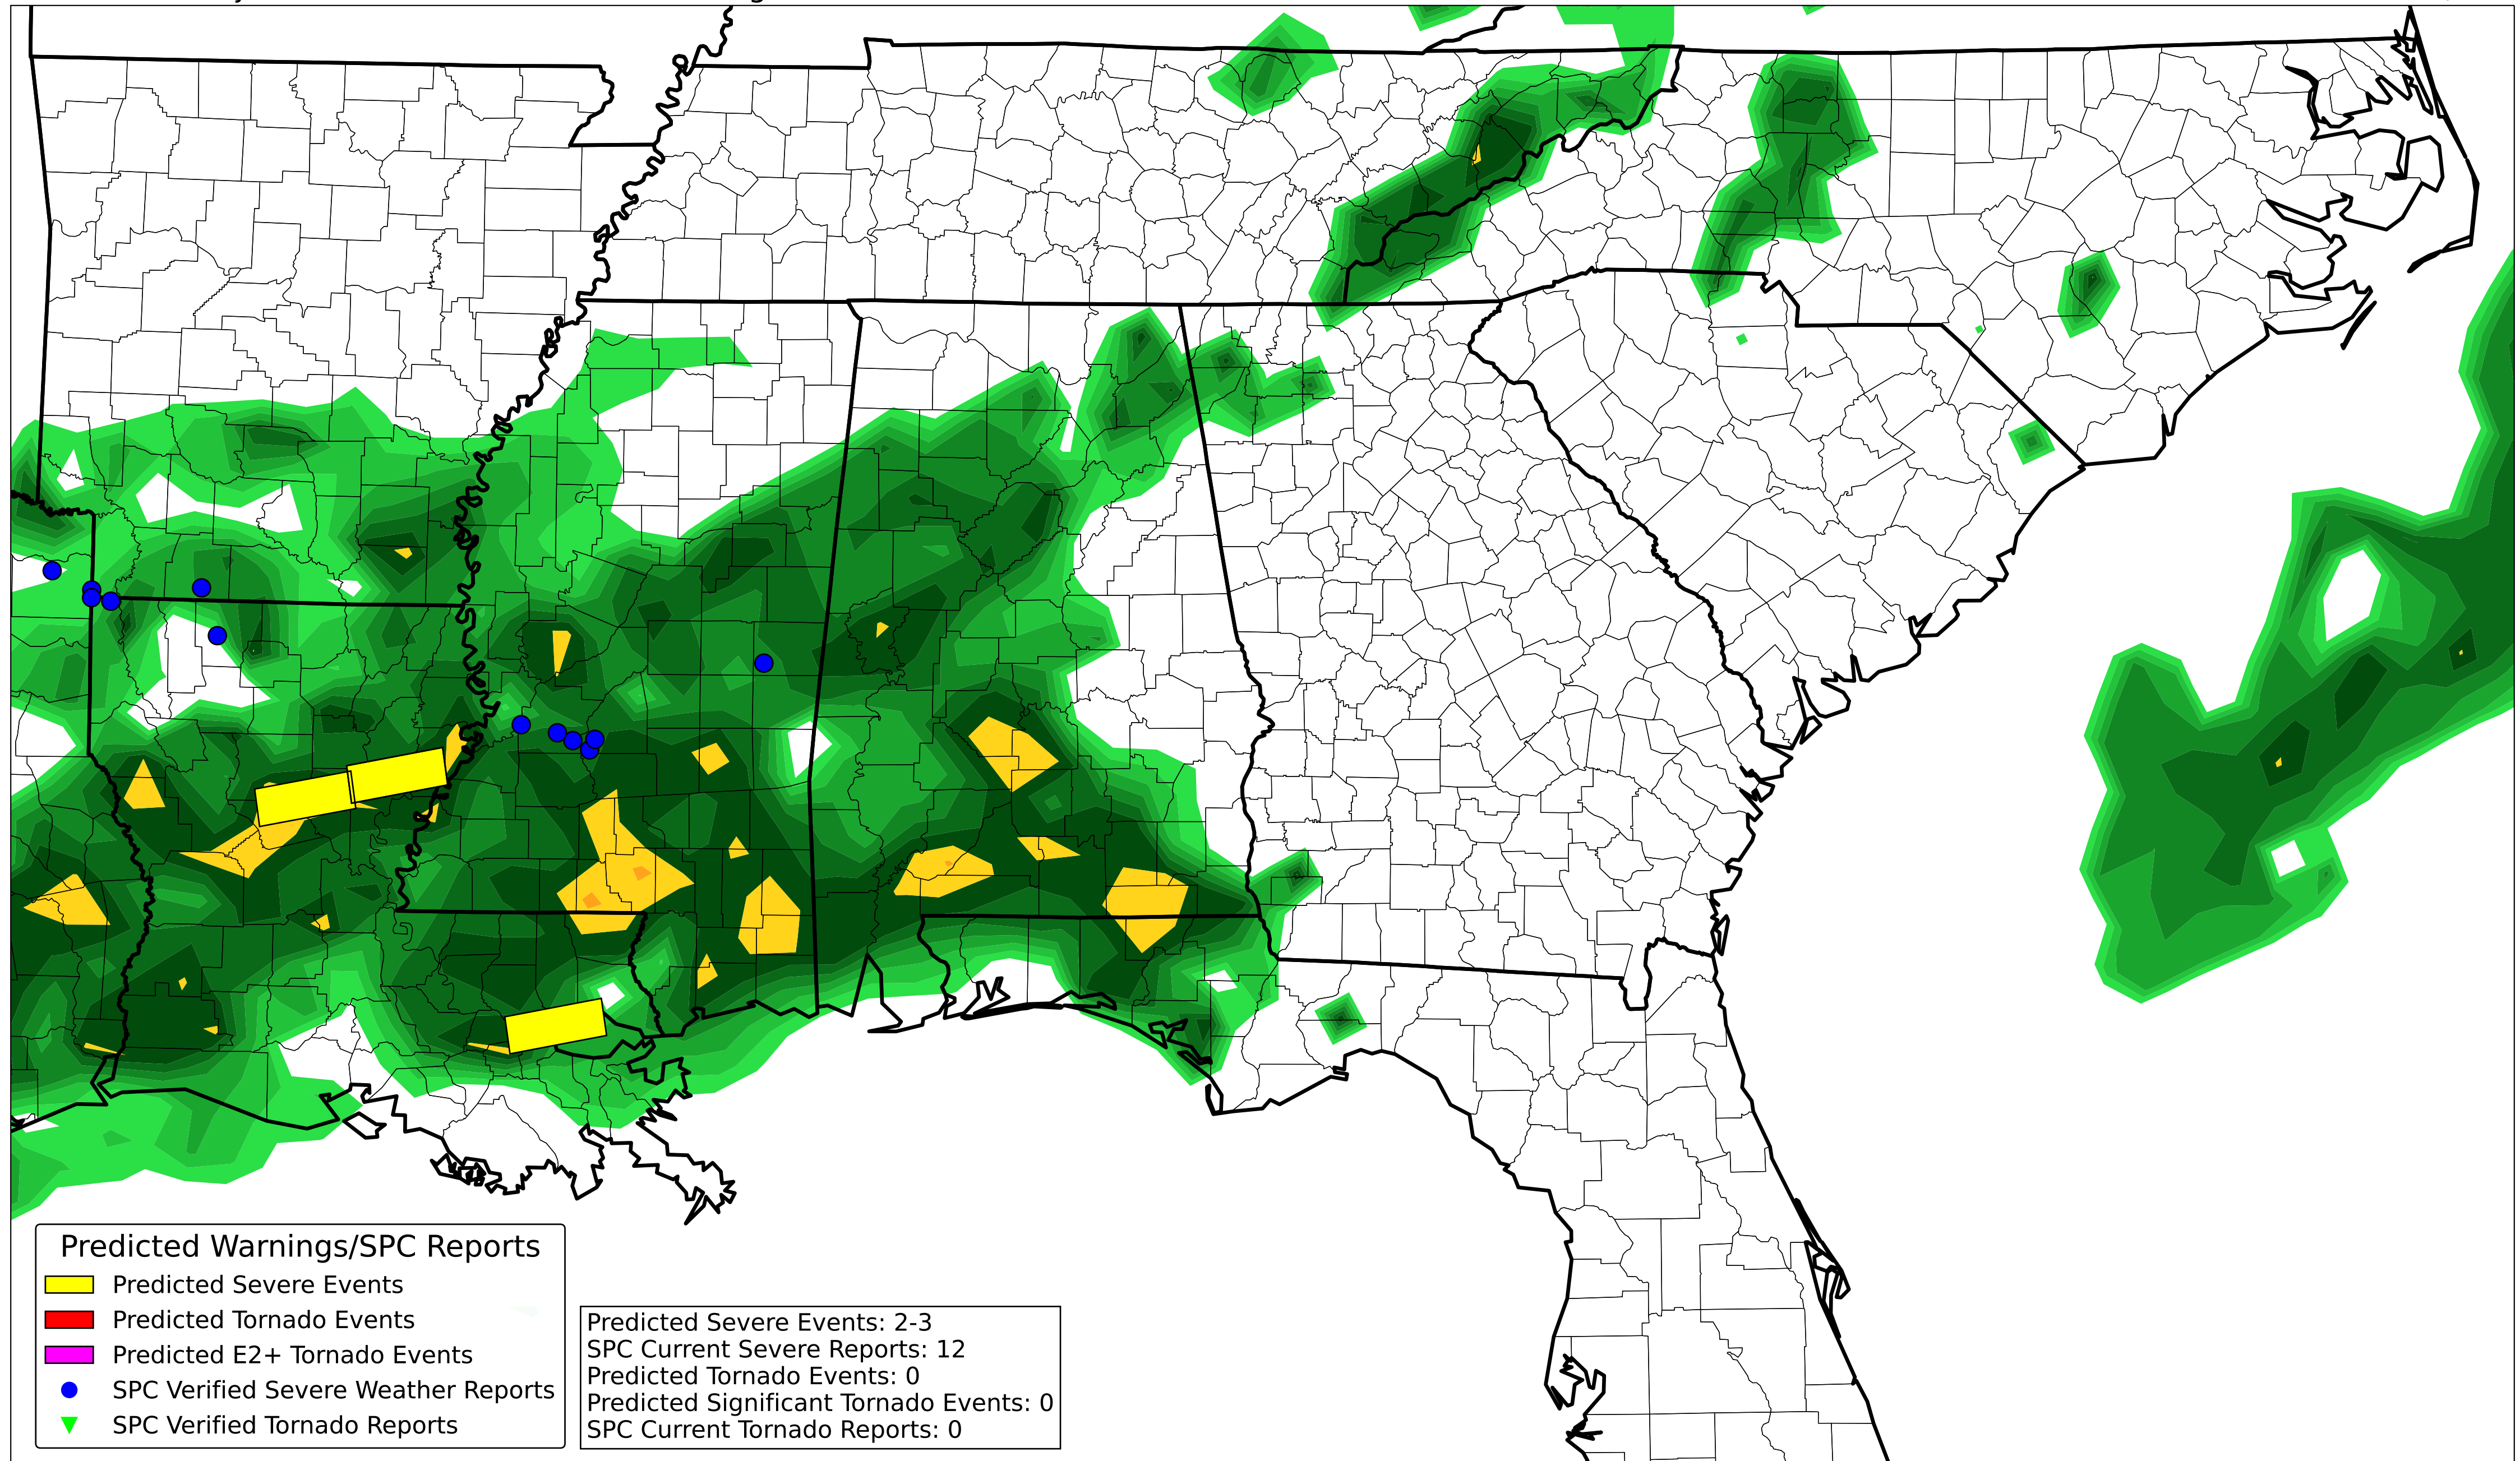 Predicted Warnings/SPC Reports
Predicted Severe Events
Predicted Tornado Events
Predicted E2+ Tornado Events
SPC Verified Severe Weather Reports
SPC Verified Tornado Reports
Predicted Severe Events: 2-3
SPC Current Severe Reports: 12
Predicted Tornado Events: 0
Predicted Significant Tornado Events: 0
SPC Current Tornado Reports: 0